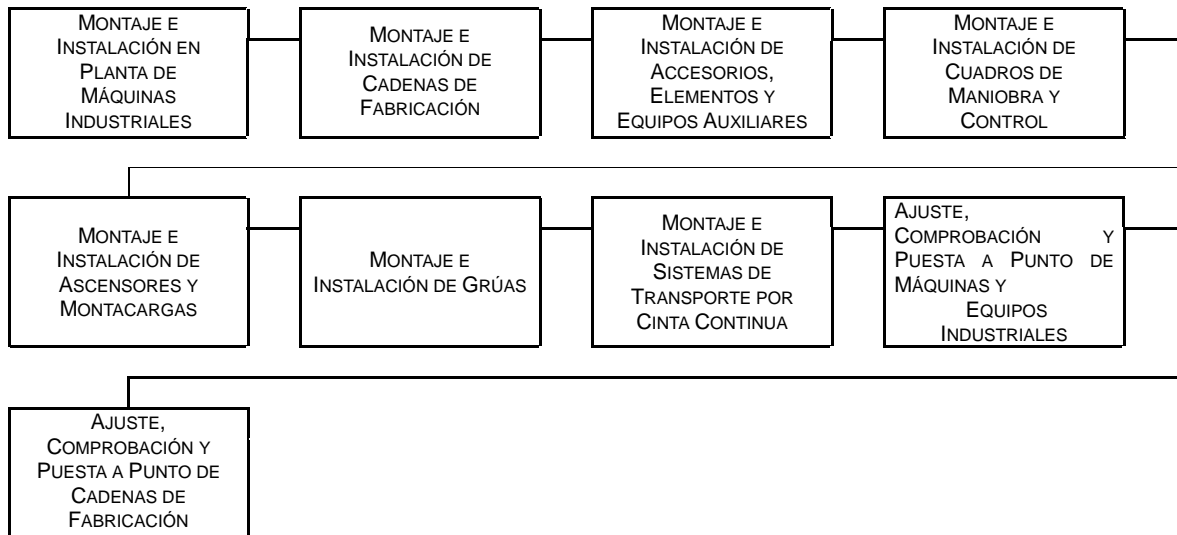 MONTAJE E
INSTALACIÓN EN
PLANTA DE
MÁQUINAS
INDUSTRIALES
MONTAJE E
INSTALACIÓN DE
CADENAS DE
FABRICACIÓN
MONTAJE E
INSTALACIÓN DE
ACCESORIOS,
ELEMENTOS Y
EQUIPOS AUXILIARES
MONTAJE E
INSTALACIÓN DE
CUADROS DE
MANIOBRA Y
CONTROL
MONTAJE E
INSTALACIÓN DE
ASCENSORES Y
MONTACARGAS
MONTAJE E
INSTALACIÓN DE GRÚAS
MONTAJE E
INSTALACIÓN DE
SISTEMAS DE
TRANSPORTE POR
CINTA CONTINUA
AJUSTE,
COMPROBACIÓN Y
PUESTA A PUNTO DE
MÁQUINAS Y
EQUIPOS
INDUSTRIALES
AJUSTE,
COMPROBACIÓN Y
PUESTA A PUNTO DE
CADENAS DE
FABRICACIÓN